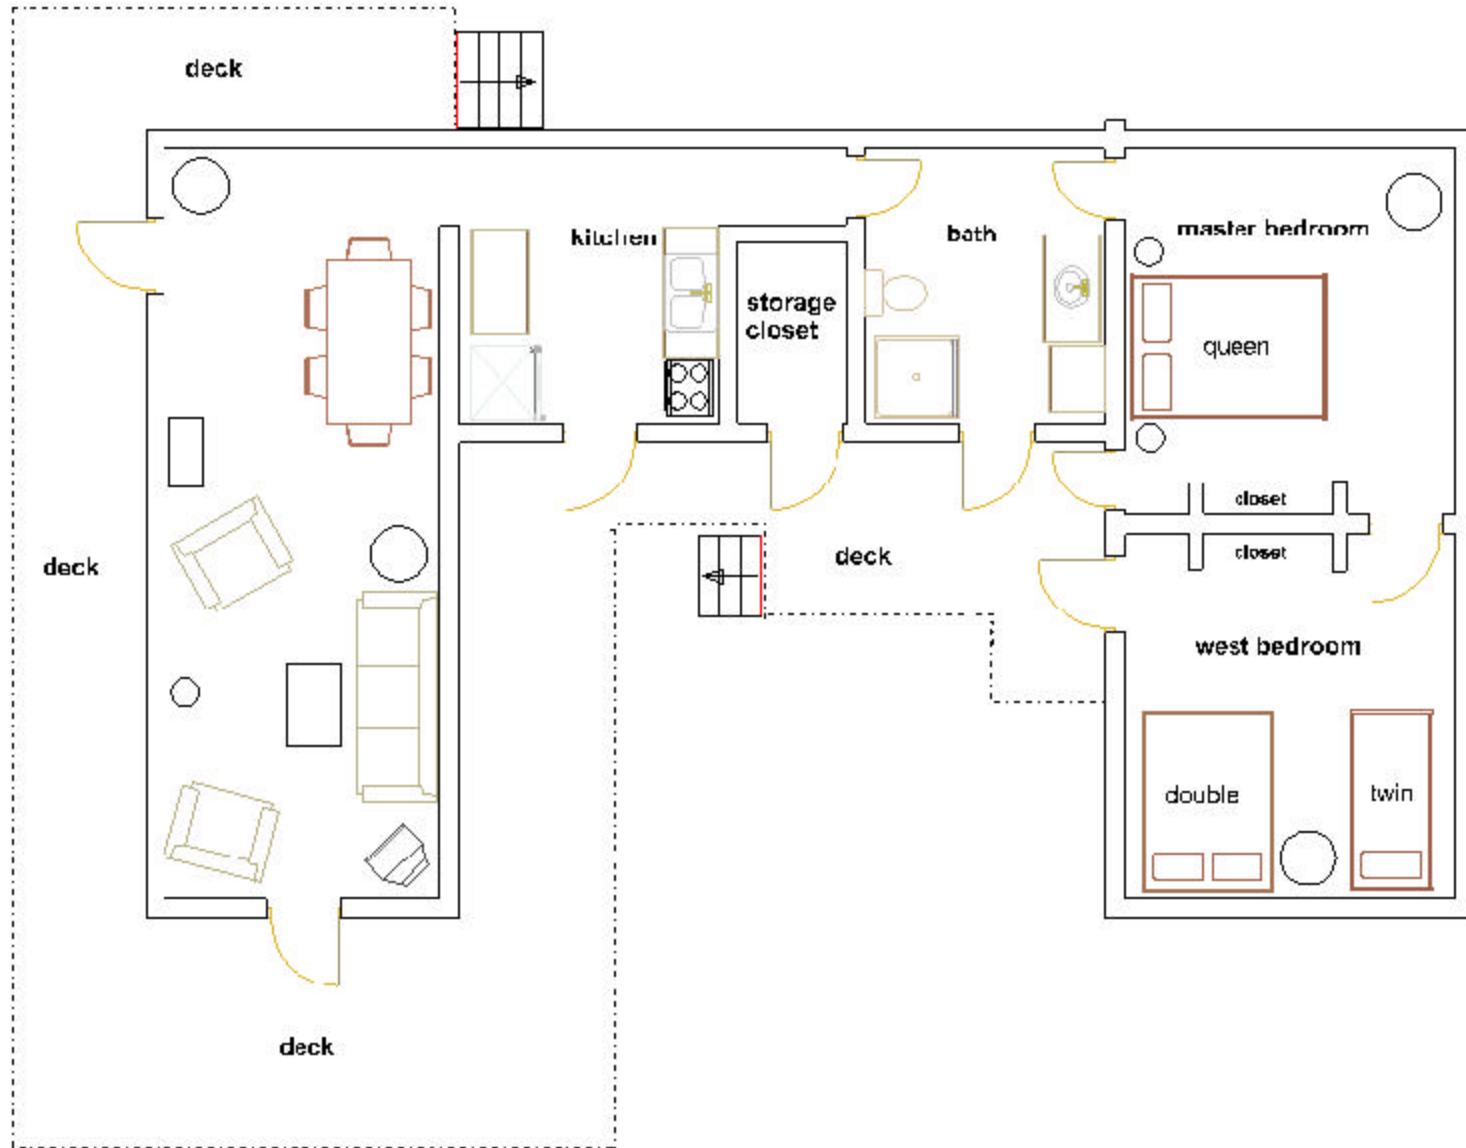 deck
kitchen
bath
master bedroom
storage
closet
queen
closet
closet
deck
deck
west bedroom
double
twin
deck